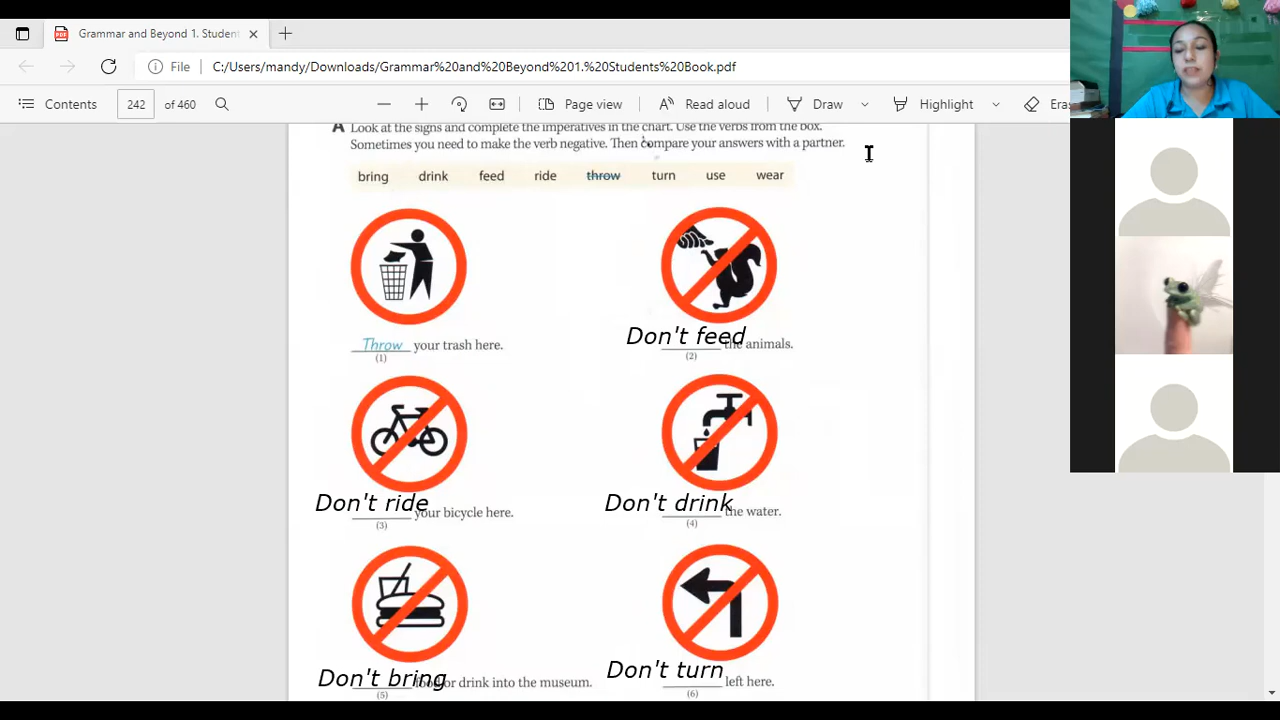 Grammar and Beyond 1. Student
File C:/Users/mandy/Downloads/Grammar%20and%20Beyond%201.%20Students%20Book.pdf
Contents 242 of 460 Page view Read aloud Draw Highlight Eras
A Look at the signs and complete the imperatives in the chart. Use the verbs from the box.
Sometimes you need to make the verb negative. Then compare your answers with a partner.
bring drink feed ride throw turn use wear
Throw your trash here.
(1)
Don't feed the animals.
(2)
Don't ride your bicycle here.
(3)
Don't drink the water.
(4)
Don't bring food or drink into the museum.
(5)
Don't turn left here.
(6)